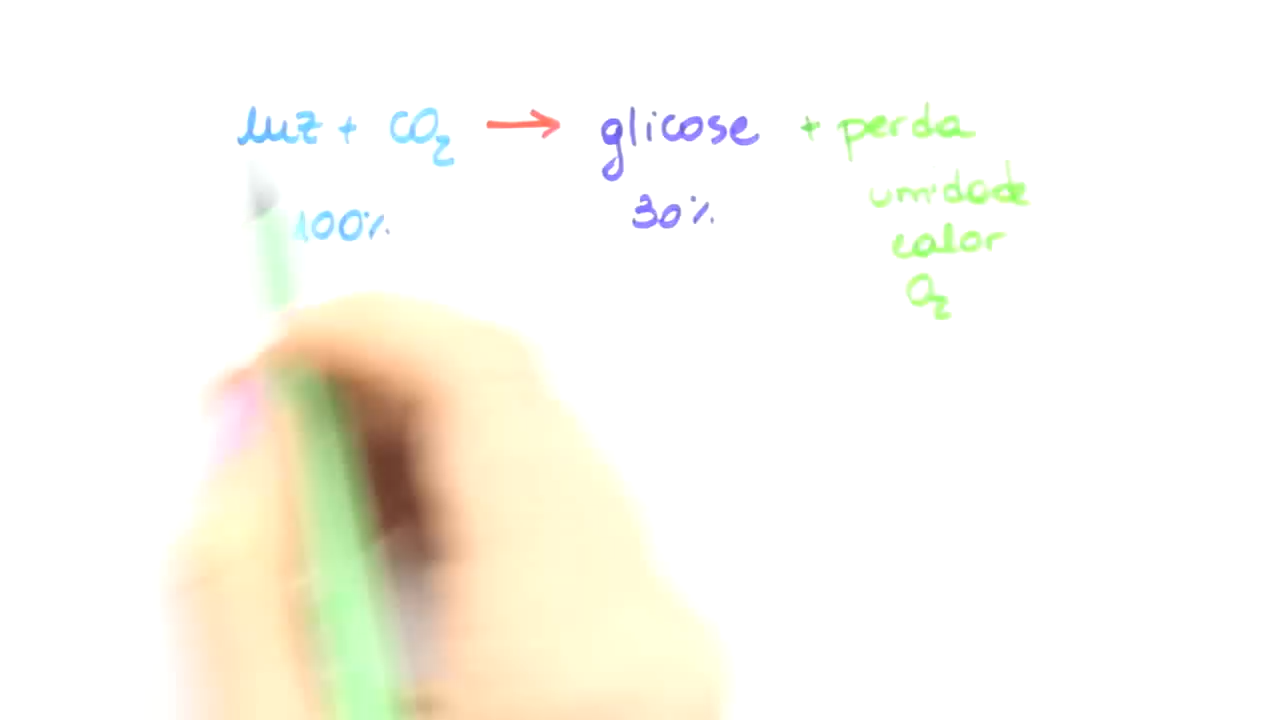 luz + CO₂ → glicose + perda
100% 30% umidade
calor
O₂